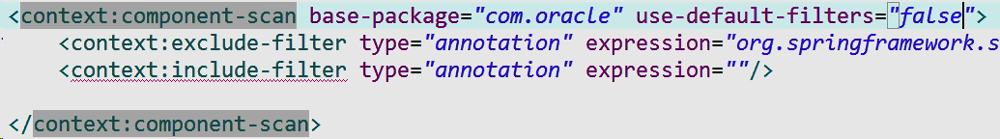 <context:component-scan base-package="com.oracle" use-default-filters="false">
<context:exclude-filter type="annotation" expression="org.springframework.s
<context:include-filter type="annotation" expression=""/>
</context:component-scan>